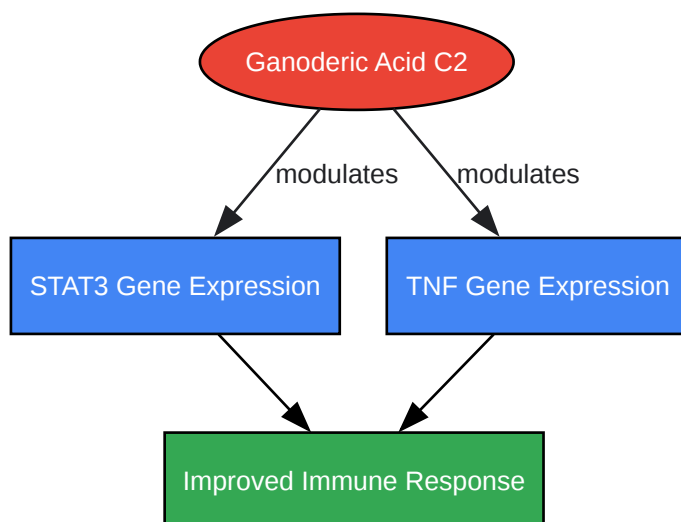 Ganoderic Acid C2
modulates
modulates
STAT3 Gene Expression
TNF Gene Expression
Improved Immune Response